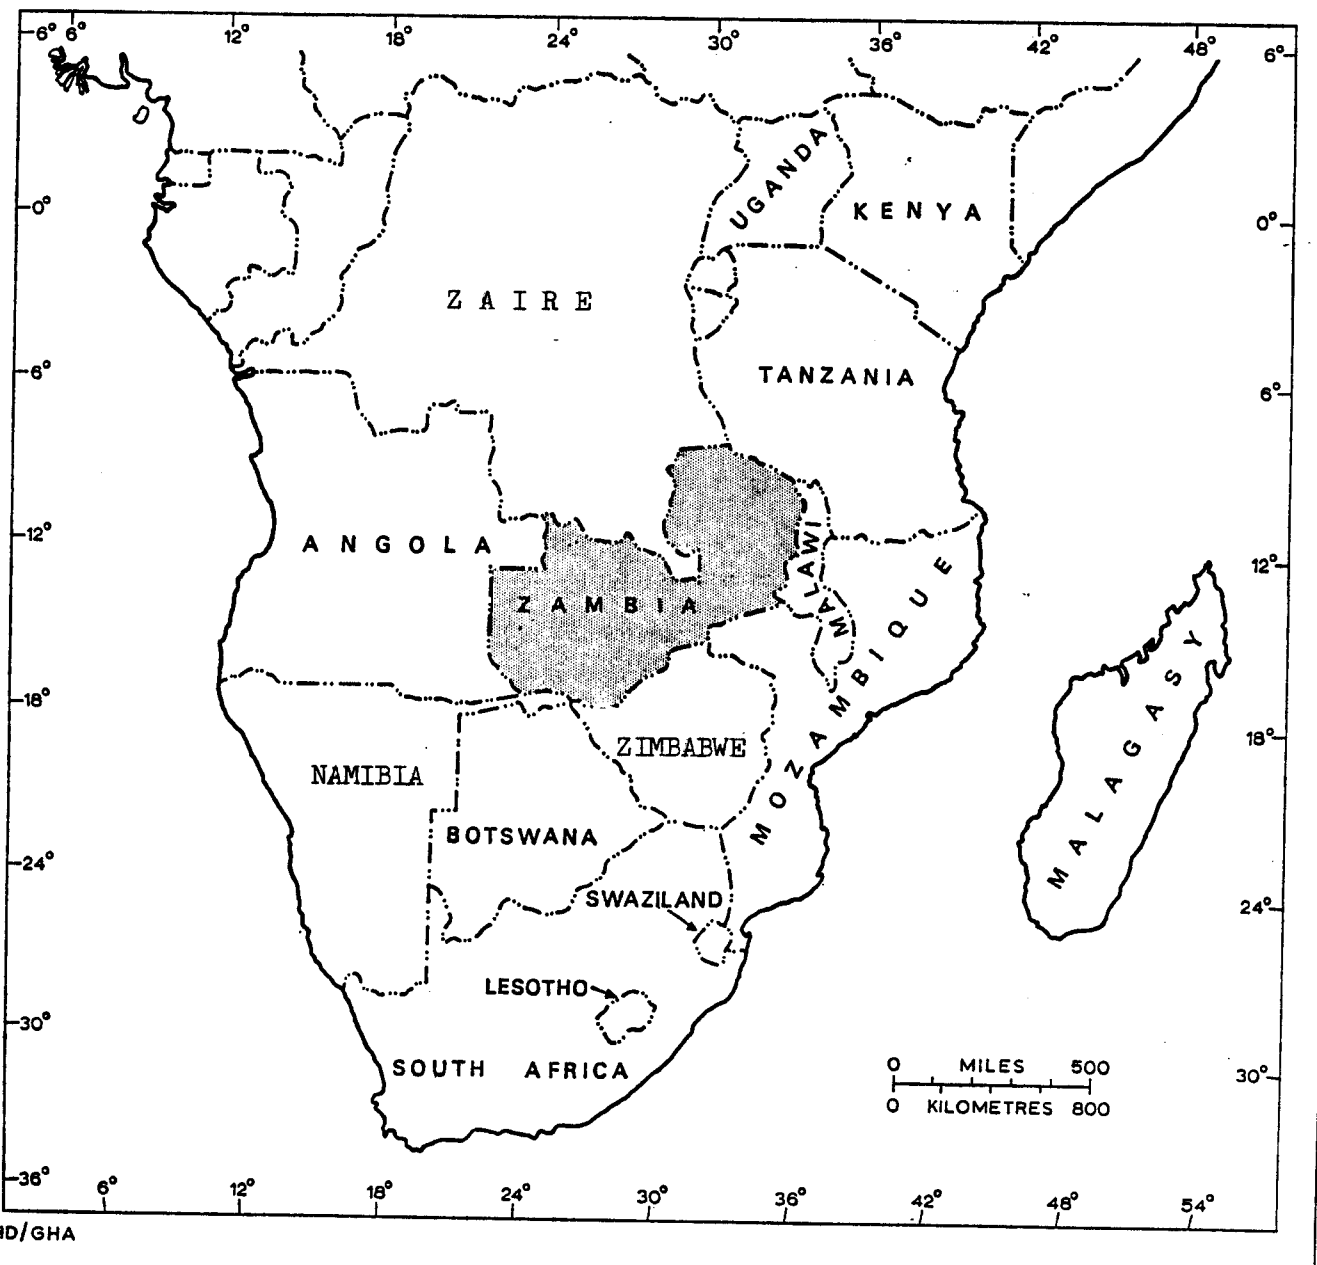 6° 6° 12° 18° 24° 30° 36° 42° 48° 6°
UGANDA
KENYA
0° 0°
ZAIRE
6° TANZANIA 6°
ANGOLA
12° 12°
MALAWI
ZAMBIA
MOZAMBIQUE
MALAGASY
18° 18°
ZIMBABWE
NAMIBIA
BOTSWANA
24° 24°
SWAZILAND
LESOTHO
30° 30°
SOUTH AFRICA
0 MILES 500
0 KILOMETRES 800
36° 6° 12° 18° 24° 30° 36° 42° 48° 54°
D/GHA